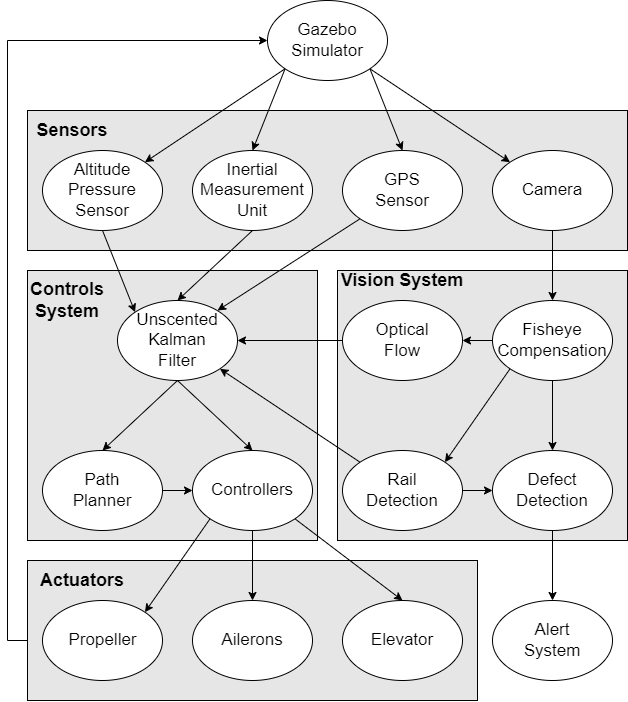 Gazebo
Simulator
Sensors
Altitude
Pressure
Sensor
Inertial
Measurement
Unit
GPS
Sensor
Camera
Controls
System
Unscented
Kalman
Filter
Path
Planner
Controllers
Vision System
Optical
Flow
Fisheye
Compensation
Rail
Detection
Defect
Detection
Actuators
Propeller
Ailerons
Elevator
Alert
System